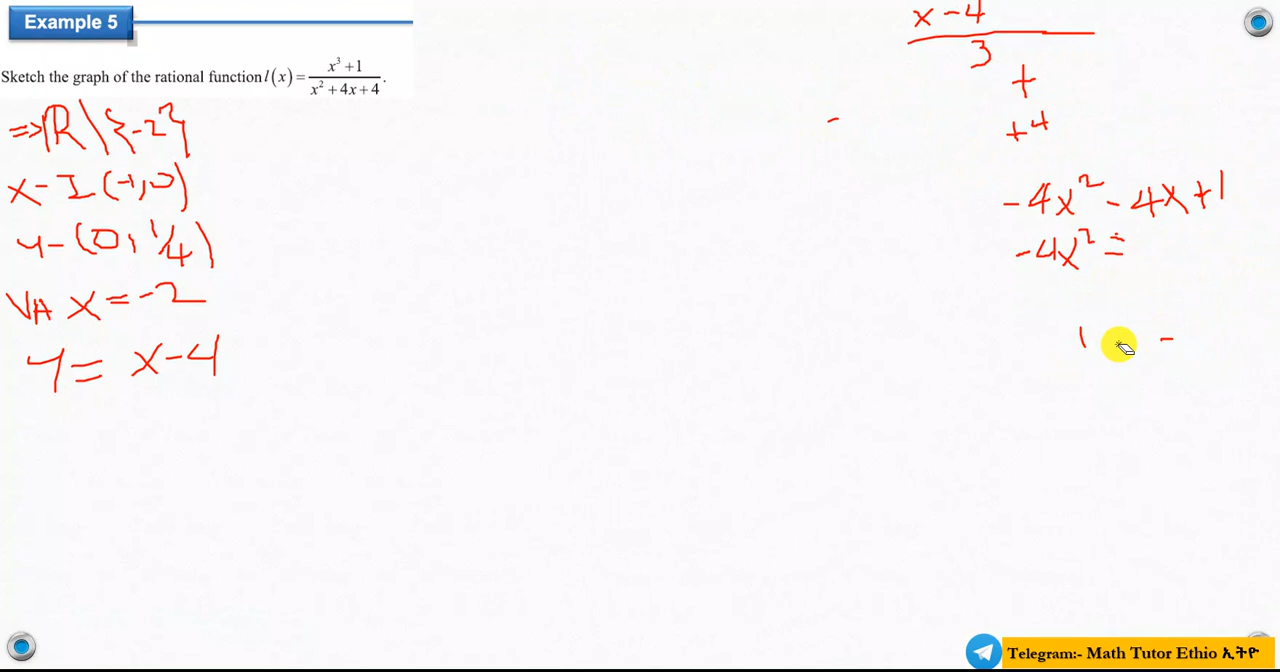 Example 5
Sketch the graph of the rational function l(x) = (x³ + 1)/(x² + 4x + 4).
⇒ℝ \ {-2}
x - I (-1, 0)
y - (0, 1/4)
VA x = -2
y = x - 4
x - 4
3
+
-
+4
-4x² - 4x + 1
-4x² =
1 -
Telegram:- Math Tutor Ethio ኢትዮ